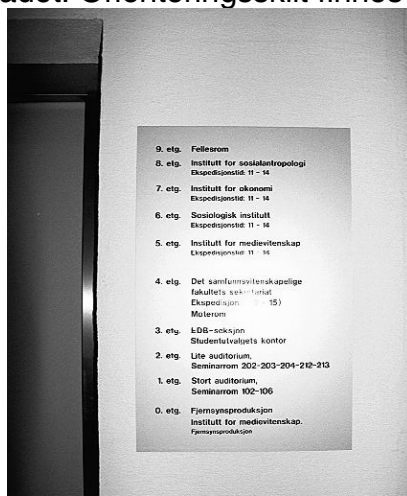 9. etg. Fellesrom
8. etg. Institutt for sosialantropologi
Ekspedisjonstid: 11 - 14
7. etg. Institutt for økonomi
Ekspedisjonstid: 11 - 14
6. etg. Sosiologisk institutt
Ekspedisjonstid: 11 - 14
5. etg. Institutt for medievitenskap
Ekspedisjonstid: 11 - 14
4. etg. Det samfunnsvitenskapelige
fakultets sekretariat
Ekspedisjon - 15)
Møterom
3. etg. EDB-seksjon
Studentutvalgets kontor
2. etg. Lite auditorium,
Seminarrom 202-203-204-212-213
1. etg. Stort auditorium,
Seminarrom 102-106
0. etg. Fjernsynsproduksjon
Institutt for medievitenskap.
Fjernsynsproduksjon